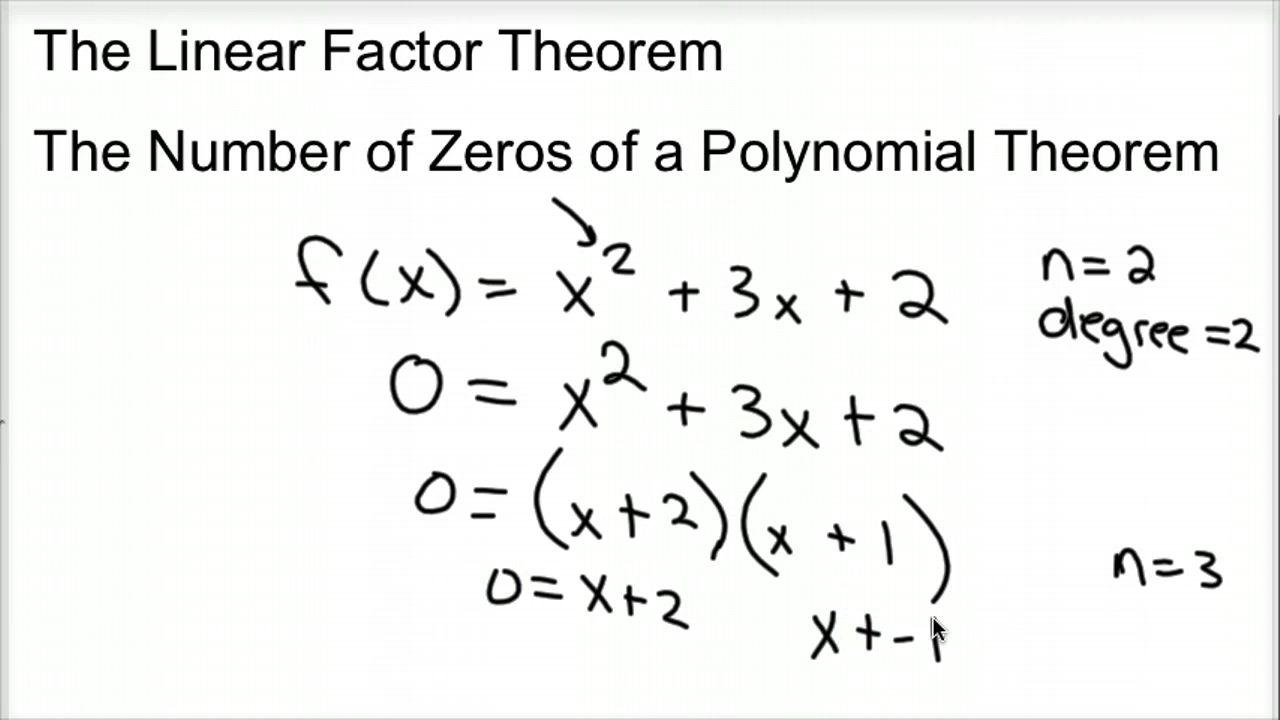 The Linear Factor Theorem
The Number of Zeros of a Polynomial Theorem
f(x) = x² + 3x + 2
n = 2
degree = 2
0 = x² + 3x + 2
0 = (x + 2)(x + 1)
n = 3
0 = x + 2
x + - 1